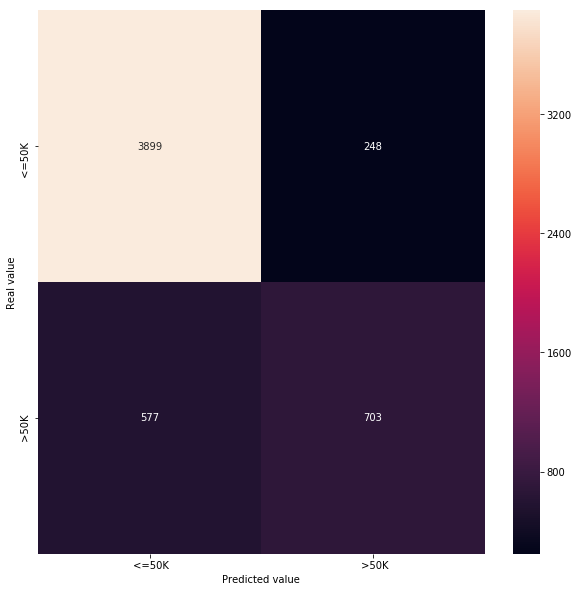 3200
<=50K
3899
248
2400
Real value
1600
>50K
577
703
800
<=50K
>50K
Predicted value